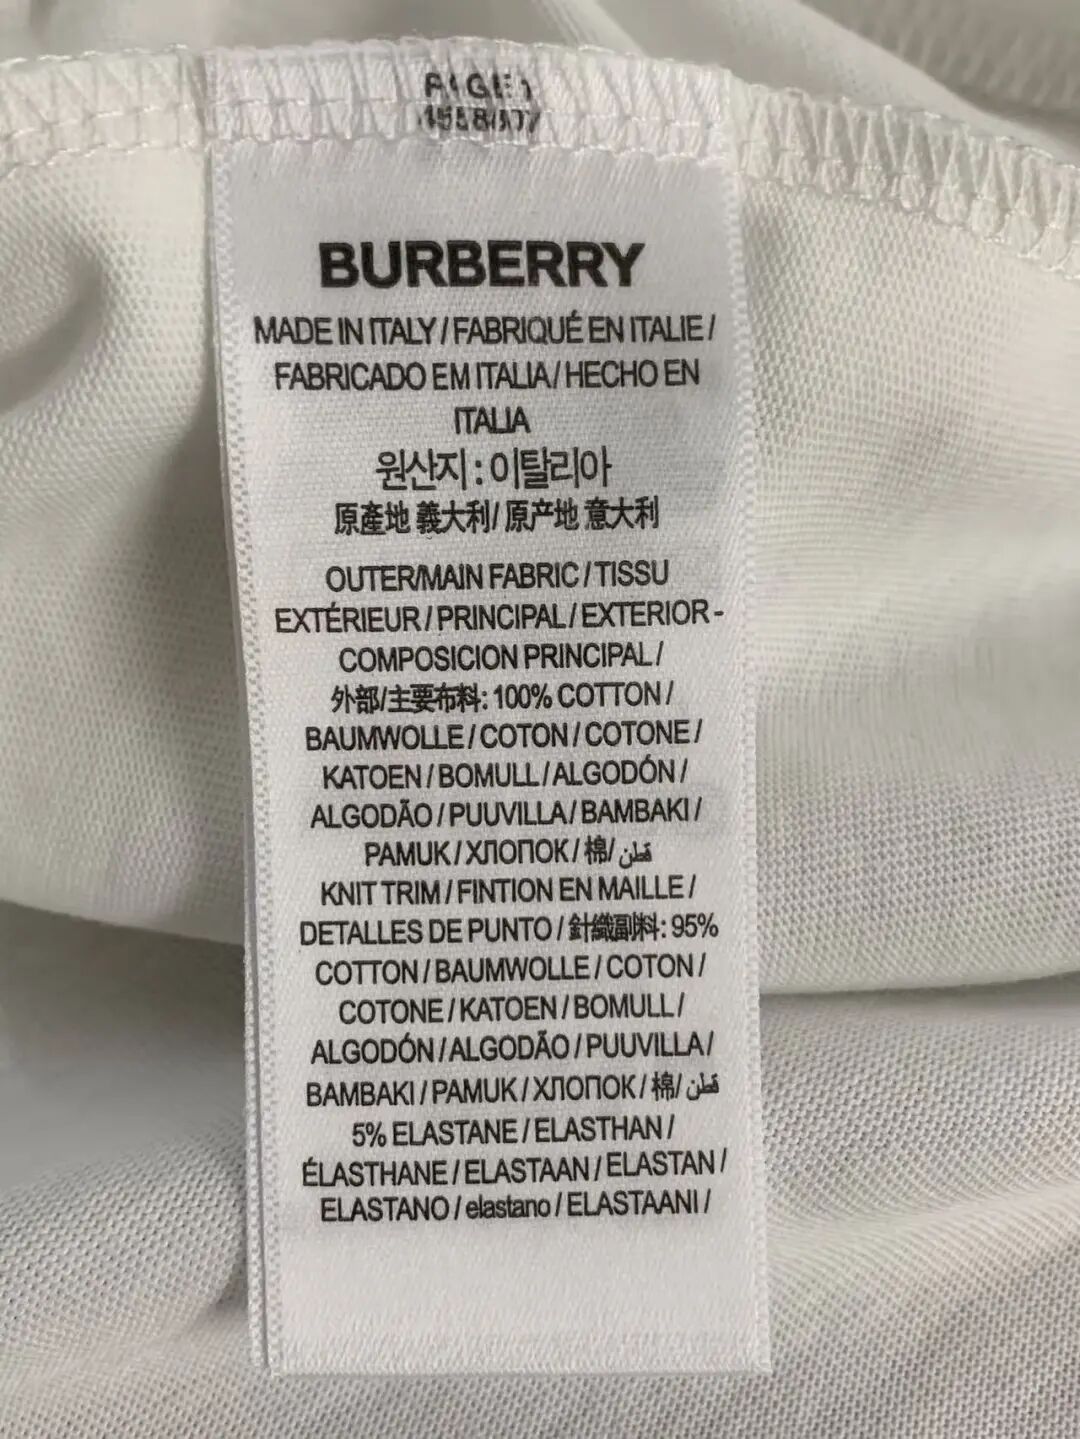 PAGE 1
BURBERRY
MADE IN ITALY / FABRIQUÉ EN ITALIE /
FABRICADO EM ITALIA / HECHO EN
ITALIA
원산지 : 이탈리아
原產地 義大利 / 原产地 意大利
OUTER/MAIN FABRIC / TISSU
EXTÉRIEUR / PRINCIPAL / EXTERIOR -
COMPOSICION PRINCIPAL /
外部/主要布料: 100% COTTON /
BAUMWOLLE / COTON / COTONE /
KATOEN / BOMULL / ALGODÓN /
ALGODÃO / PUUVILLA / BAMBAKI /
PAMUK / ХЛОПОК / 棉/ قطن
KNIT TRIM / FINTION EN MAILLE /
DETALLES DE PUNTO / 針織副料: 95%
COTTON / BAUMWOLLE / COTON /
COTONE / KATOEN / BOMULL /
ALGODÓN / ALGODÃO / PUUVILLA /
BAMBAKI / PAMUK / ХЛОПОК / 棉/ قطن
5% ELASTANE / ELASTHAN /
ÉLASTHANE / ELASTAAN / ELASTAN /
ELASTANO / elastano / ELASTAANI /